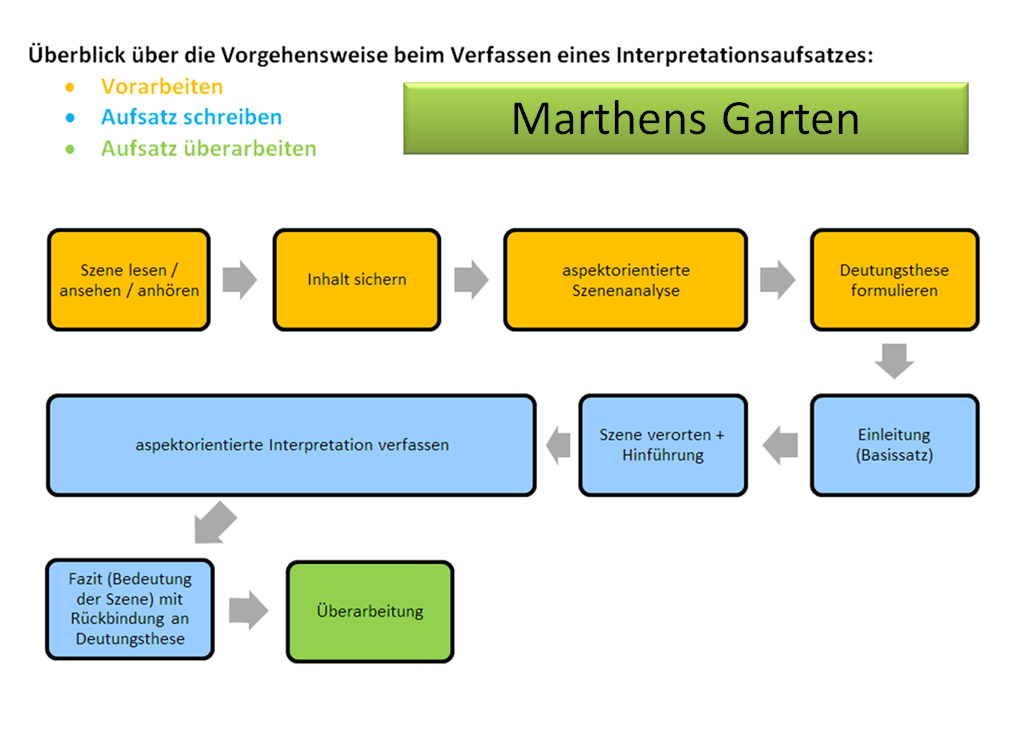 Überblick über die Vorgehensweise beim Verfassen eines Interpretationsaufsatzes:
• Vorarbeiten
• Aufsatz schreiben
• Aufsatz überarbeiten
Marthens Garten
Szene lesen /
ansehen / anhören
Inhalt sichern
aspektorientierte
Szenenanalyse
Deutungsthese
formulieren
Einleitung
(Basissatz)
Szene verorten +
Hinführung
aspektorientierte Interpretation verfassen
Fazit (Bedeutung
der Szene) mit
Rückbindung an
Deutungsthese
Überarbeitung